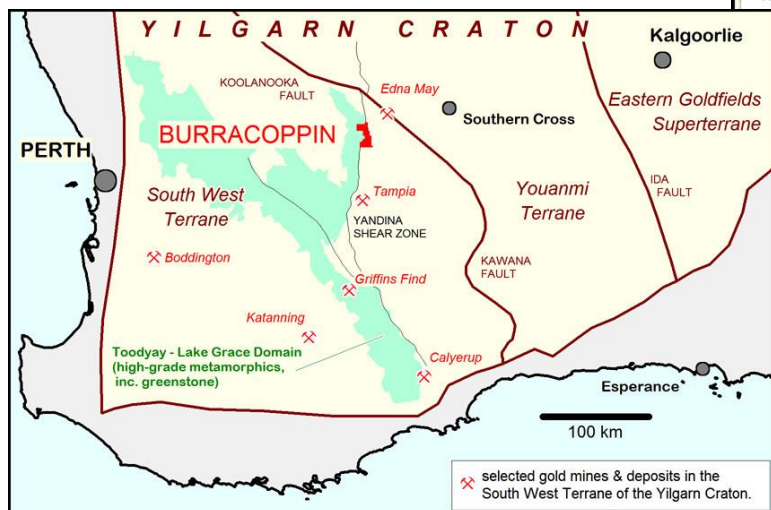 YILGARN CRATON
Kalgoorlie
KOOLANOOKA
FAULT
Edna May
Southern Cross
Eastern Goldfields
Superterrane
BURRACOPPIN
PERTH
South West
Terrane
Tampia
Youanmi
Terrane
IDA
FAULT
YANDINA
SHEAR ZONE
Boddington
KAWANA
FAULT
Griffins Find
Katanning
Toodyay - Lake Grace Domain
(high-grade metamorphics,
inc. greenstone)
Calyerup
Esperance
100 km
selected gold mines & deposits in the
South West Terrane of the Yilgarn Craton.